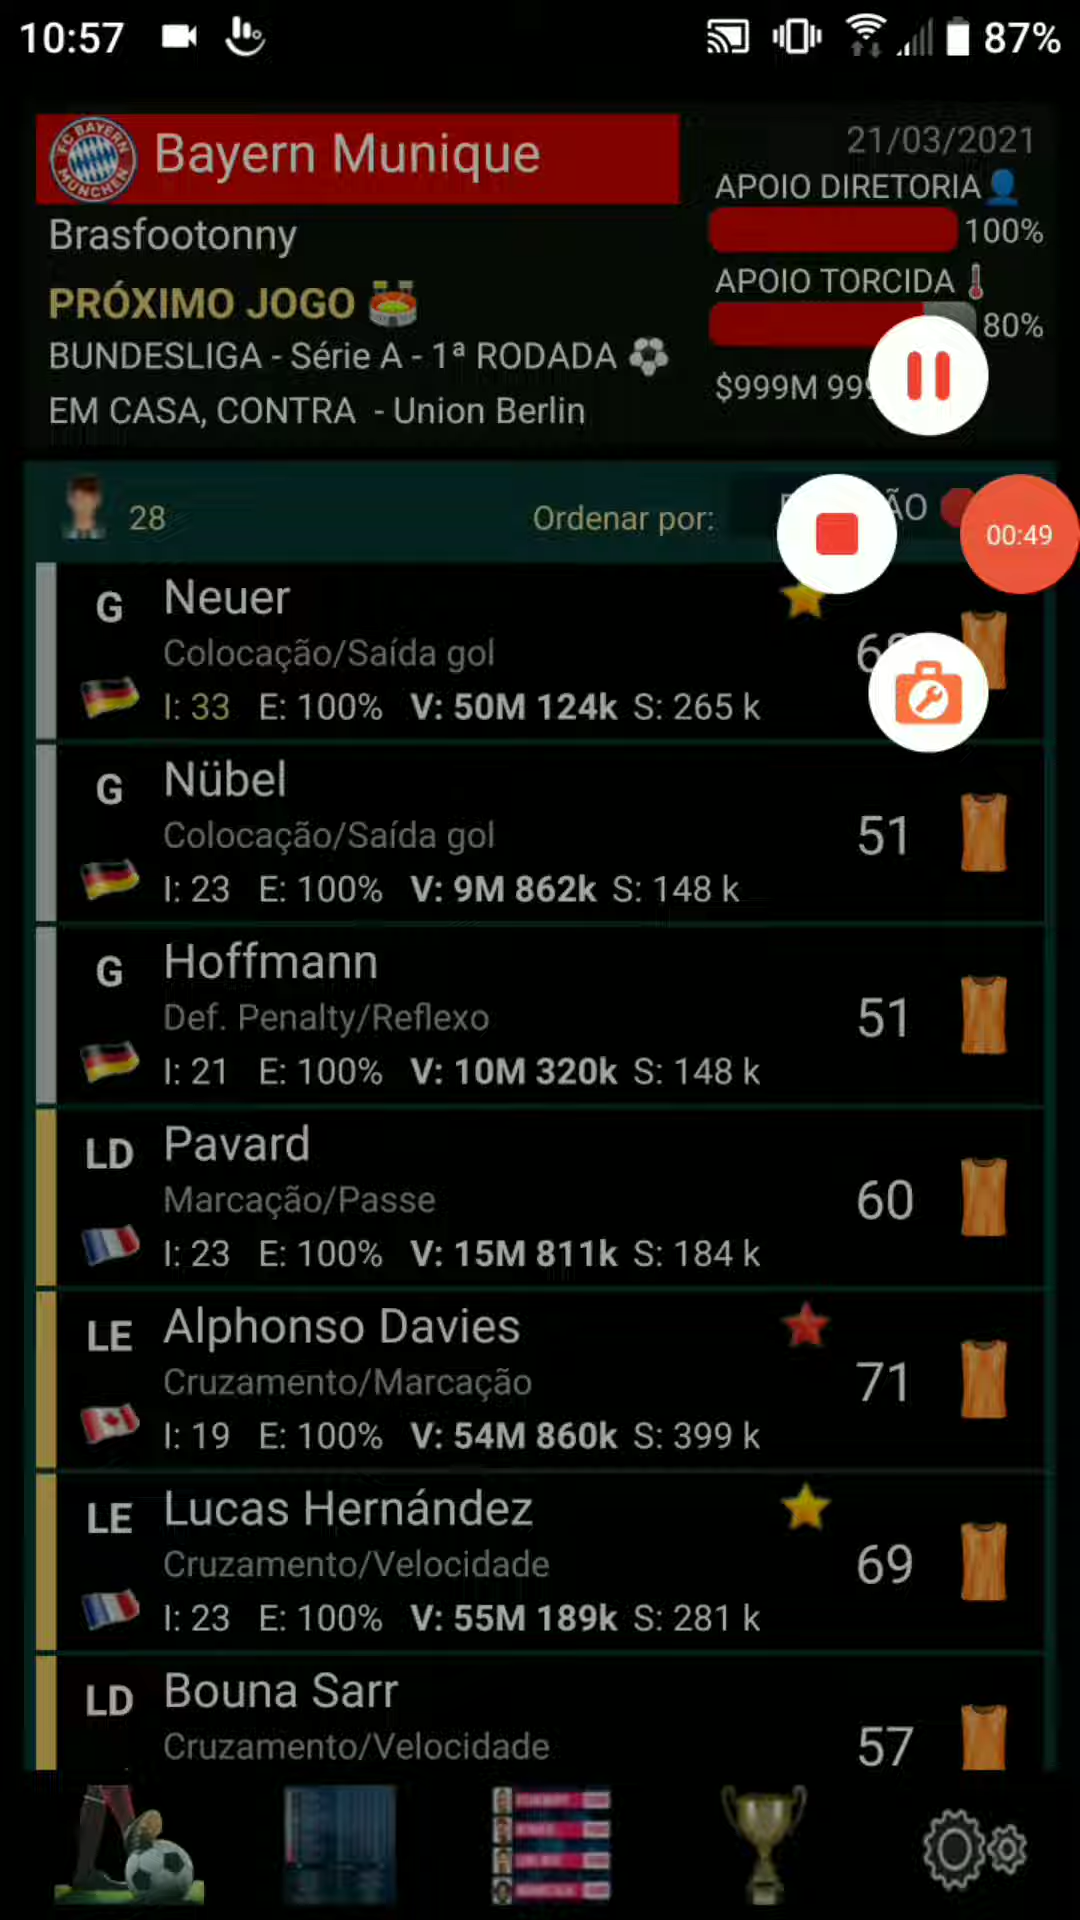 10:57
87%
FC BAYERN
MÜNCHEN
Bayern Munique
21/03/2021
APOIO DIRETORIA
100%
Brasfootonny
APOIO TORCIDA
80%
PRÓXIMO JOGO
BUNDESLIGA - Série A - 1ª RODADA
$999M
EM CASA, CONTRA - Union Berlin
28
Ordenar por:
00:49
G
Neuer
Colocação/Saída gol
I: 33 E: 100% V: 50M 124k S: 265 k
G
Nübel
Colocação/Saída gol
51
I: 23 E: 100% V: 9M 862k S: 148 k
G
Hoffmann
Def. Penalty/Reflexo
51
I: 21 E: 100% V: 10M 320k S: 148 k
LD
Pavard
Marcação/Passe
60
I: 23 E: 100% V: 15M 811k S: 184 k
LE
Alphonso Davies
Cruzamento/Marcação
71
I: 19 E: 100% V: 54M 860k S: 399 k
LE
Lucas Hernández
Cruzamento/Velocidade
69
I: 23 E: 100% V: 55M 189k S: 281 k
LD
Bouna Sarr
Cruzamento/Velocidade
57